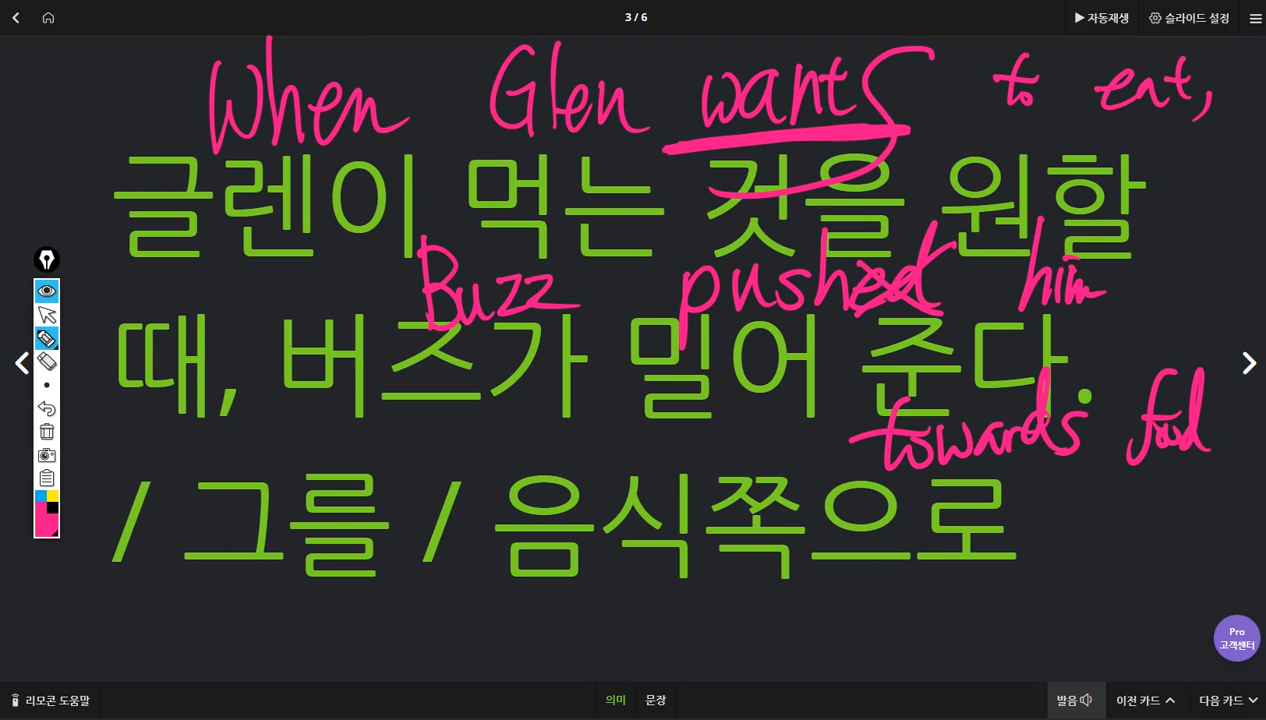 3 / 6
자동재생
슬라이드 설정
When Glen wants to eat,
글렌이 먹는 것을 원할
Buzz pushed him
때, 버즈가 밀어 준다.
towards food
/ 그를 / 음식쪽으로
Pro
고객센터
리모콘 도움말
의미
문장
발음
이전 카드
다음 카드